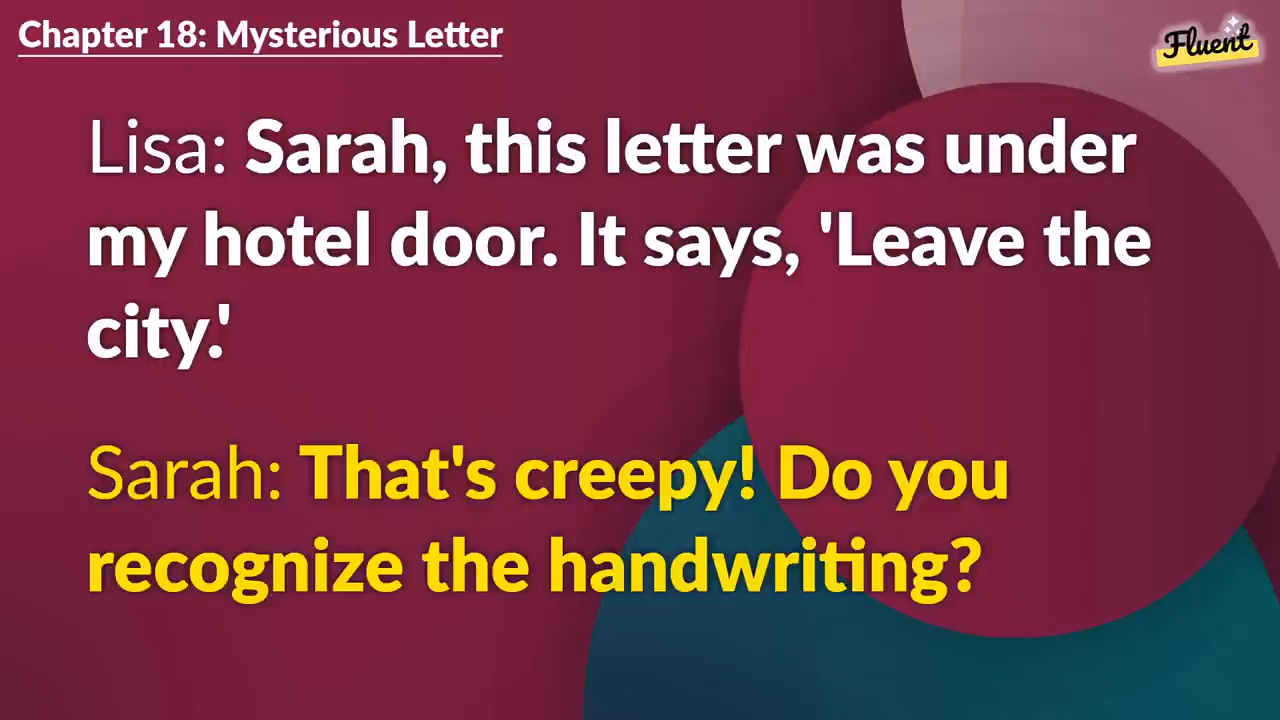 Chapter 18: Mysterious Letter
Fluent
Lisa: Sarah, this letter was under
my hotel door. It says, 'Leave the
city.'
Sarah: That's creepy! Do you
recognize the handwriting?